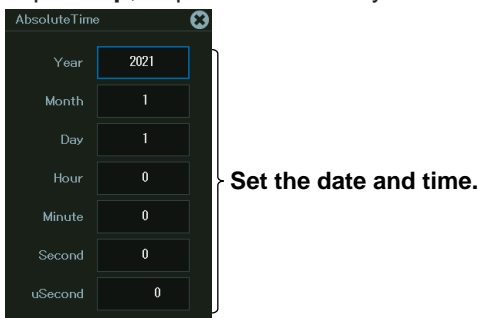 AbsoluteTime
Year 2021
Month 1
Day 1
Hour 0
Minute 0
Second 0
uSecond 0
Set the date and time.